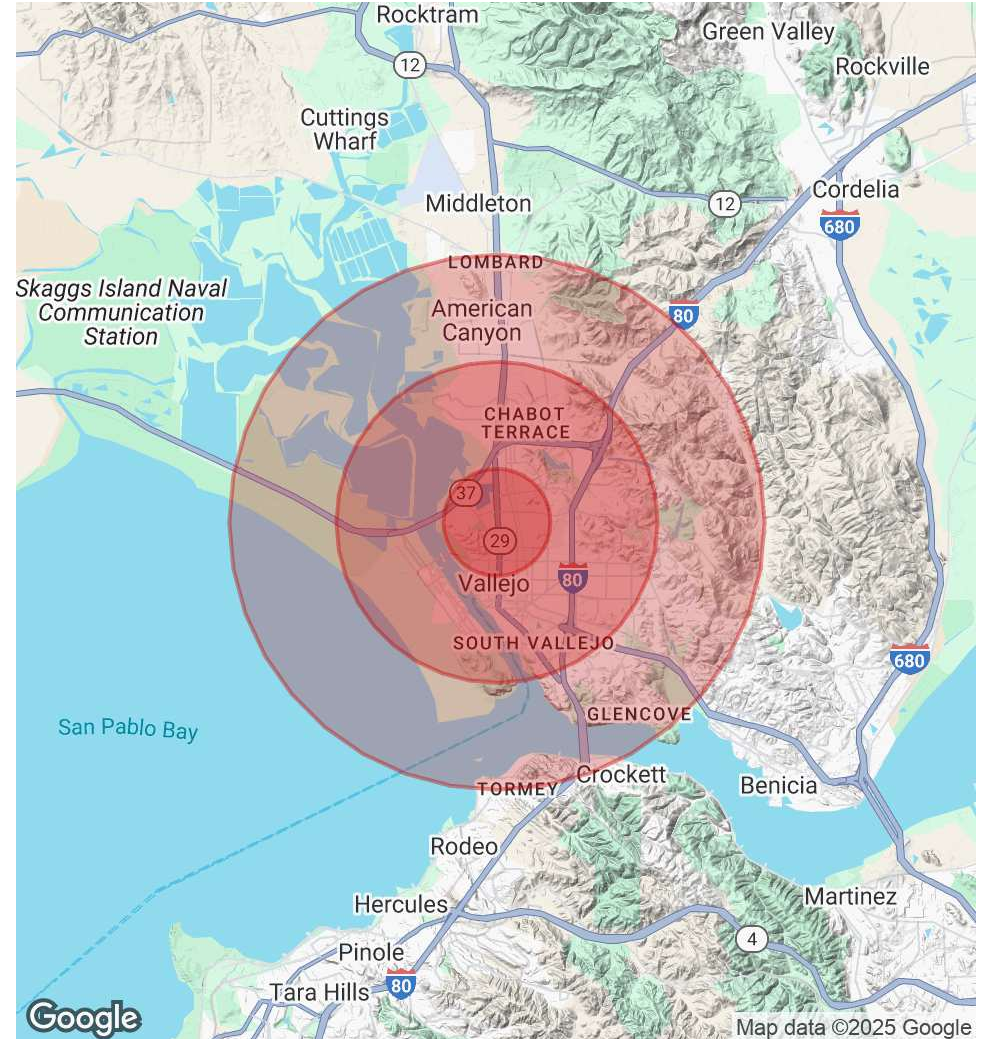 Rocktram
Green Valley
12
Rockville
Cuttings
Wharf
Middleton
12
Cordelia
680
LOMBARD
Skaggs Island Naval
Communication
Station
American
Canyon
80
CHABOT
TERRACE
37
29
Vallejo
80
SOUTH VALLEJO
680
GLENCOVE
San Pablo Bay
TORMEY
Crockett
Benicia
Rodeo
Hercules
Martinez
4
Pinole
Tara Hills
80
Google
Map data ©2025 Google